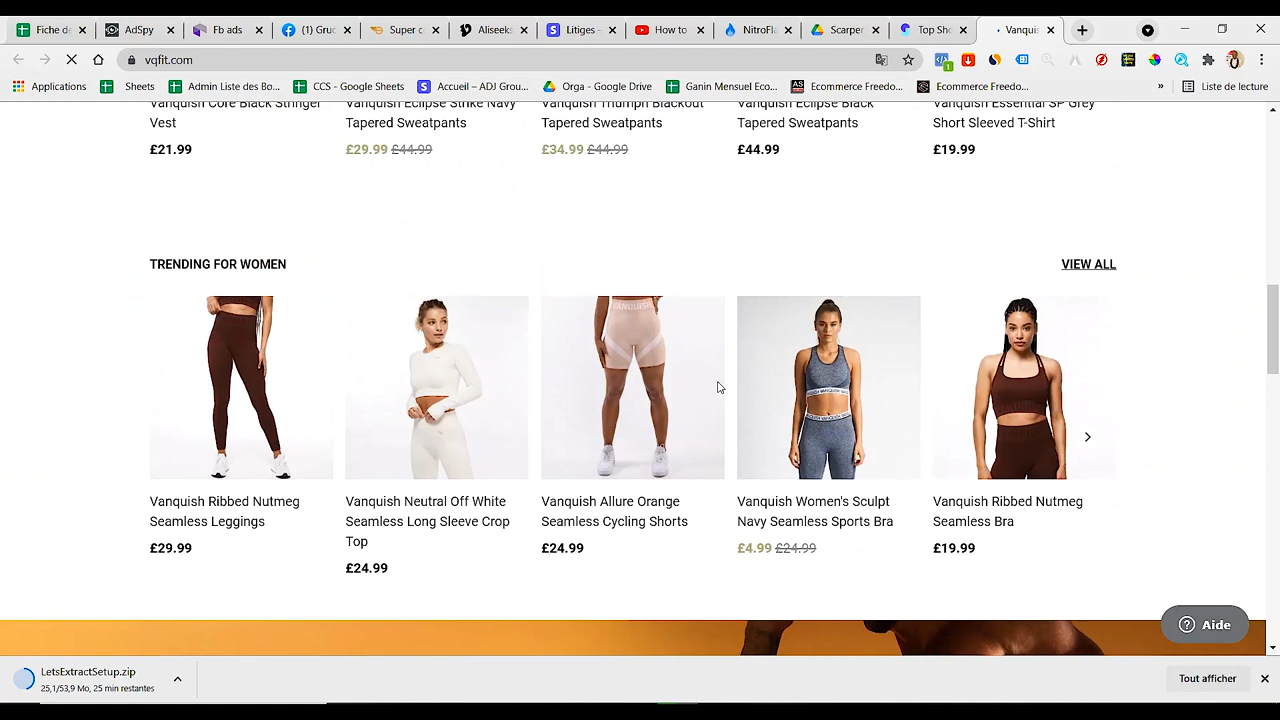 Fiche de
AdSpy
Fb ads
(1) Gruc
Super c
Aliseeks
Litiges -
How to
NitroFla
Scarper
Top Sho
Vanquis
vqfit.com
1
Applications
Sheets
Admin Liste des Bo...
CCS - Google Sheets
Accueil – ADJ Grou...
Orga - Google Drive
Ganin Mensuel Eco...
Ecommerce Freedo...
Ecommerce Freedo...
»
Liste de lecture
Vanquish Core Black Stringer
Vest
£21.99
Vanquish Eclipse Strike Navy
Tapered Sweatpants
£29.99 £44.99
Vanquish Triumph Blackout
Tapered Sweatpants
£34.99 £44.99
Vanquish Eclipse Black
Tapered Sweatpants
£44.99
Vanquish Essential SP Grey
Short Sleeved T-Shirt
£19.99
TRENDING FOR WOMEN
VIEW ALL
Vanquish Ribbed Nutmeg
Seamless Leggings
£29.99
Vanquish Neutral Off White
Seamless Long Sleeve Crop
Top
£24.99
Vanquish Allure Orange
Seamless Cycling Shorts
£24.99
Vanquish Women's Sculpt
Navy Seamless Sports Bra
£4.99 £24.99
Vanquish Ribbed Nutmeg
Seamless Bra
£19.99
Aide
LetsExtractSetup.zip
25,1/53,9 Mo, 25 min restantes
Tout afficher